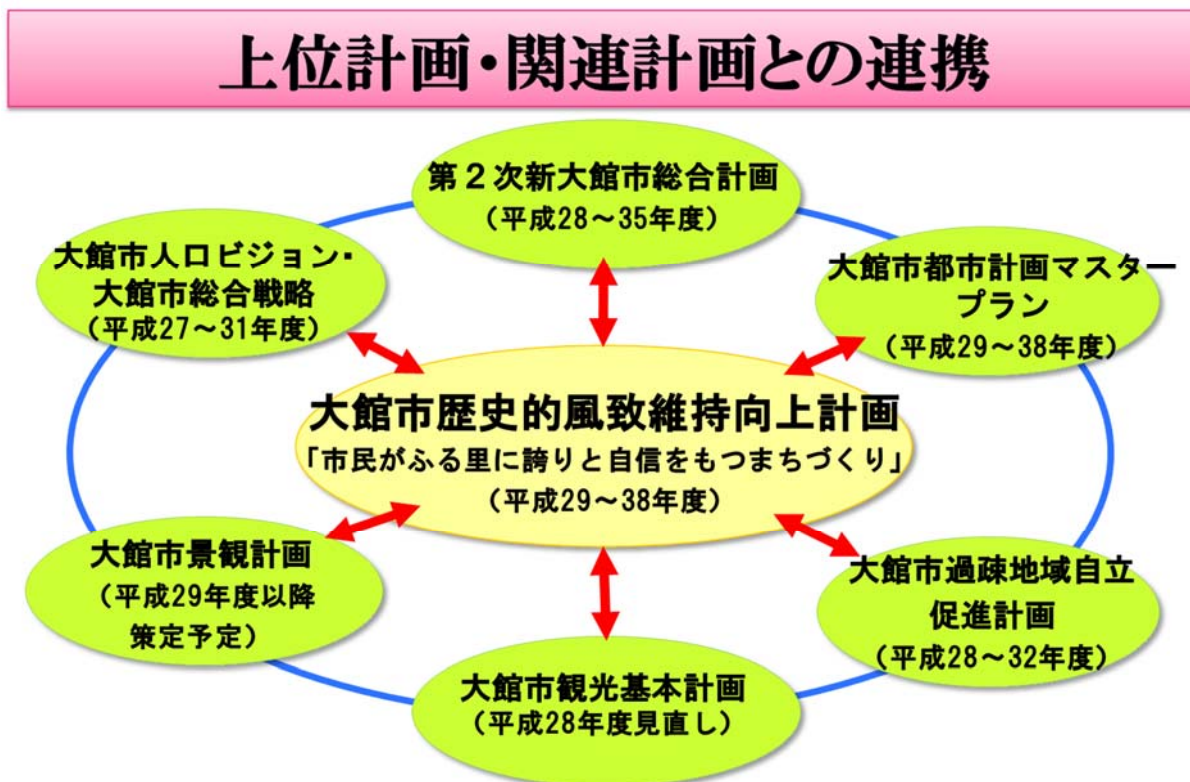 上位計画・関連計画との連携
第２次新大館市総合計画
（平成28～35年度）
大館市人口ビジョン・
大館市総合戦略
（平成27～31年度）
大館市都市計画マスター
プラン
（平成29～38年度）
大館市歴史的風致維持向上計画
「市民がふる里に誇りと自信をもつまちづくり」
（平成29～38年度）
大館市景観計画
（平成29年度以降
策定予定）
大館市過疎地域自立
促進計画
（平成28～32年度）
大館市観光基本計画
（平成28年度見直し）